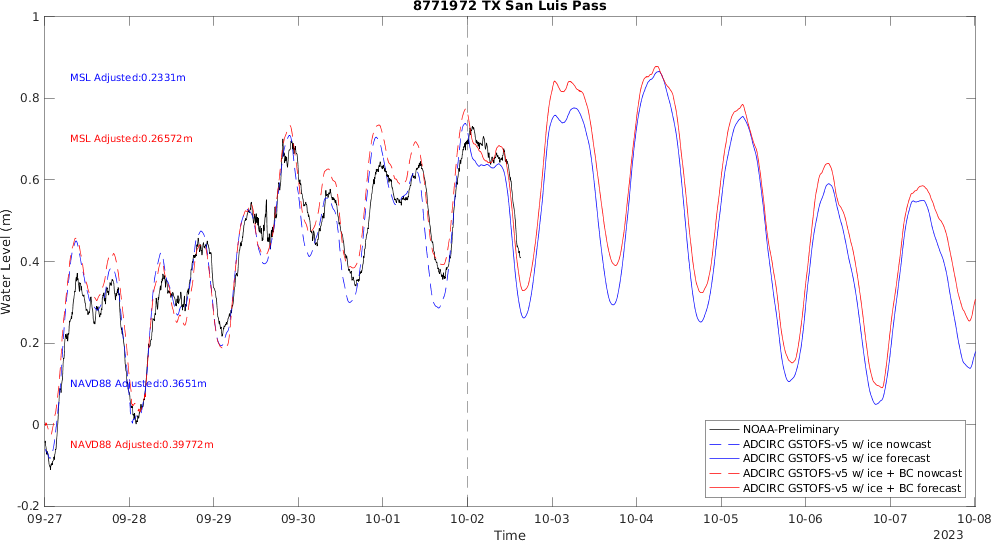 8771972 TX San Luis Pass
1
0.8
0.6
0.4
0.2
0
-0.2
Water Level (m)
MSL Adjusted:0.2331m
MSL Adjusted:0.26572m
NAVD88 Adjusted:0.3651m
NAVD88 Adjusted:0.39772m
NOAA-Preliminary
ADCIRC GSTOFS-v5 w/ ice nowcast
ADCIRC GSTOFS-v5 w/ ice forecast
ADCIRC GSTOFS-v5 w/ ice + BC nowcast
ADCIRC GSTOFS-v5 w/ ice + BC forecast
09-27 09-28 09-29 09-30 10-01 10-02 10-03 10-04 10-05 10-06 10-07 10-08
Time
2023